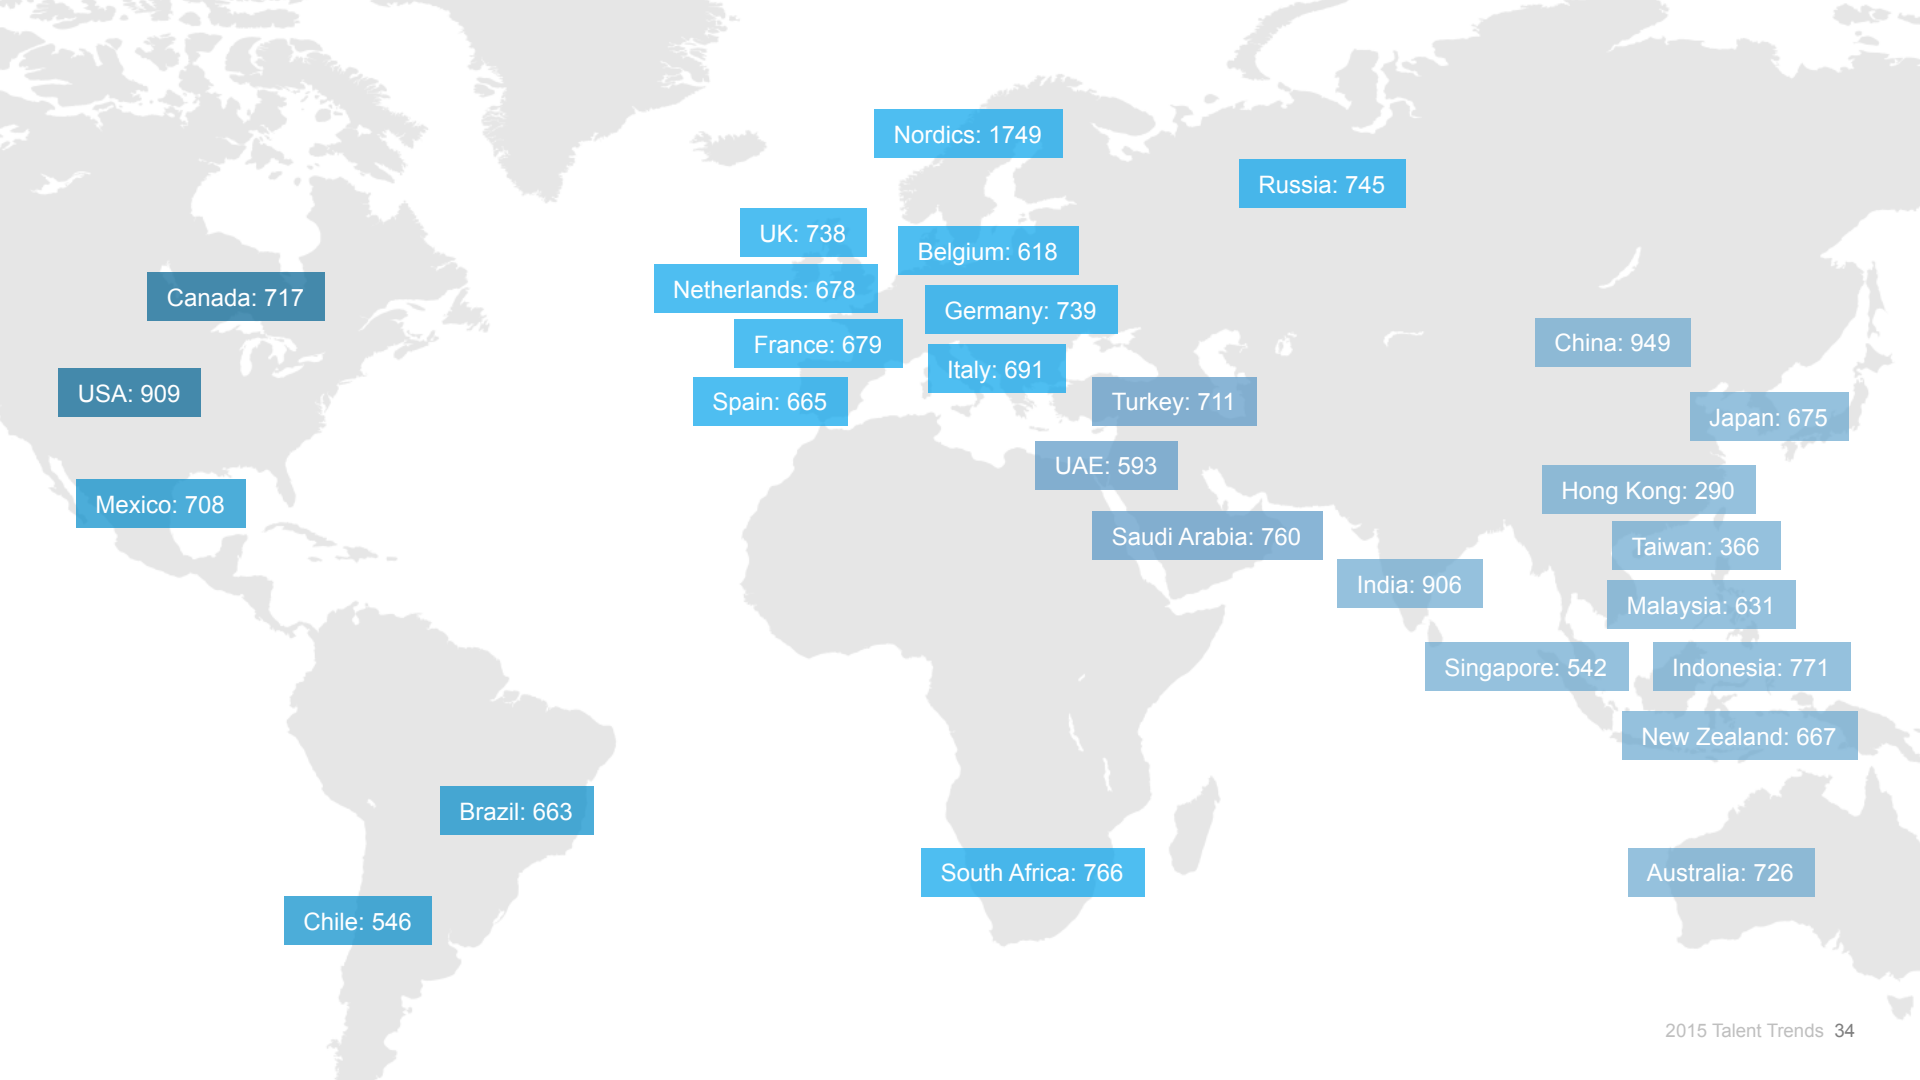 Nordics: 1749
Russia: 745
UK: 738
Belgium: 618
Canada: 717
Netherlands: 678
Germany: 739
France: 679
China: 949
Italy: 691
USA: 909
Spain: 665
Turkey: 711
Japan: 675
UAE: 593
Mexico: 708
Hong Kong: 290
Saudi Arabia: 760
Taiwan: 366
India: 906
Malaysia: 631
Singapore: 542
Indonesia: 771
New Zealand: 667
Brazil: 663
South Africa: 766
Australia: 726
Chile: 546
2015 Talent Trends 34